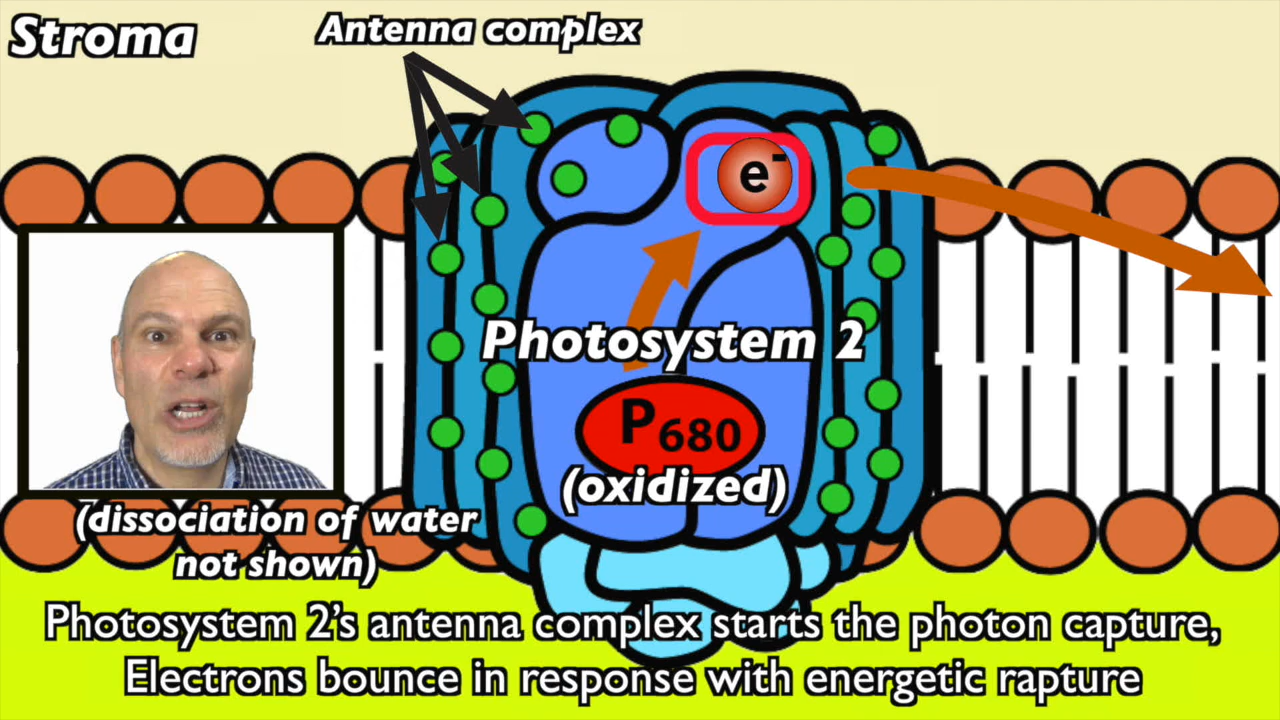 Stroma
Antenna complex
e-
Photosystem 2
P680
(oxidized)
(dissociation of water
not shown)
Photosystem 2's antenna complex starts the photon capture,
Electrons bounce in response with energetic rapture